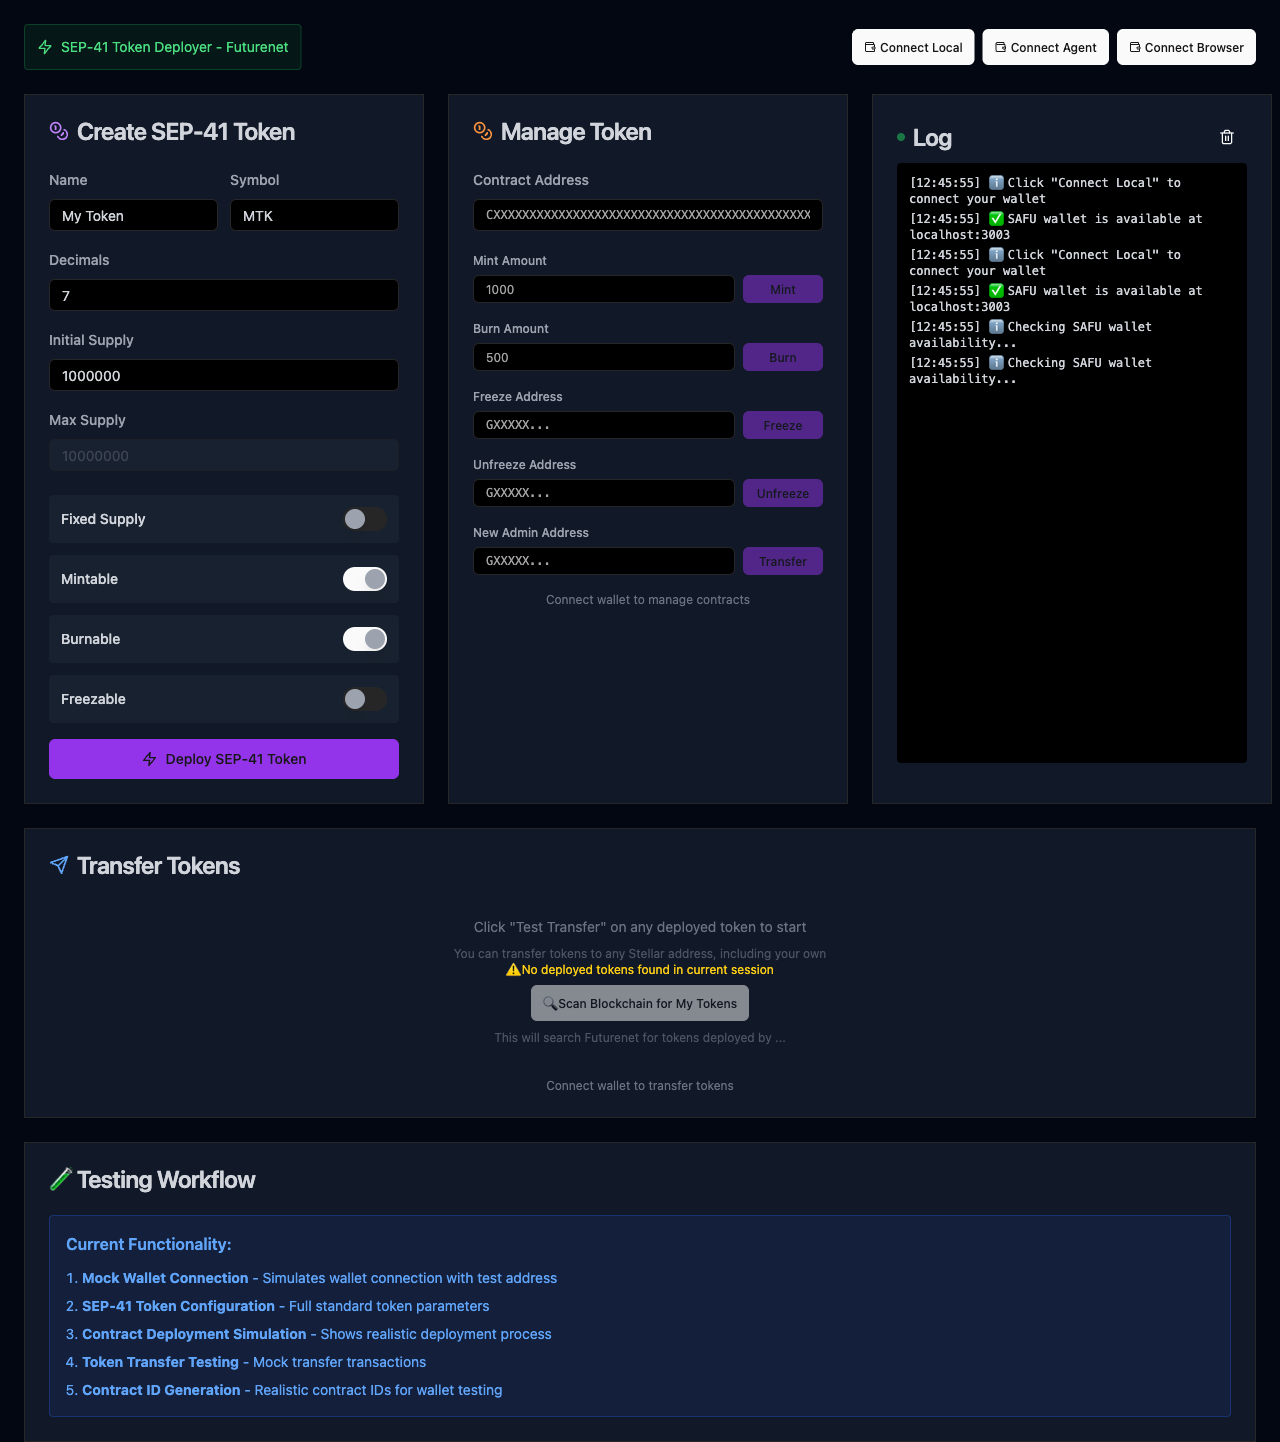 SEP-41 Token Deployer - Futurenet
Connect Local
Connect Agent
Connect Browser
Create SEP-41 Token
Name
Symbol
My Token
MTK
Decimals
7
Initial Supply
1000000
Max Supply
10000000
Fixed Supply
Mintable
Burnable
Freezable
Deploy SEP-41 Token
Manage Token
Contract Address
CXXXXXXXXXXXXXXXXXXXXXXXXXXXXXXXXXXXXXXXXXXXX
Mint Amount
1000
Mint
Burn Amount
500
Burn
Freeze Address
GXXXXX...
Freeze
Unfreeze Address
GXXXXX...
Unfreeze
New Admin Address
GXXXXX...
Transfer
Connect wallet to manage contracts
Log
[12:45:55] ℹ️ Click "Connect Local" to
connect your wallet
[12:45:55] ✅ SAFU wallet is available at
localhost:3003
[12:45:55] ℹ️ Click "Connect Local" to
connect your wallet
[12:45:55] ✅ SAFU wallet is available at
localhost:3003
[12:45:55] ℹ️ Checking SAFU wallet
availability...
[12:45:55] ℹ️ Checking SAFU wallet
availability...
Transfer Tokens
Click "Test Transfer" on any deployed token to start
You can transfer tokens to any Stellar address, including your own
⚠️No deployed tokens found in current session
🔍Scan Blockchain for My Tokens
This will search Futurenet for tokens deployed by ...
Connect wallet to transfer tokens
Testing Workflow
Current Functionality:
1. Mock Wallet Connection - Simulates wallet connection with test address
2. SEP-41 Token Configuration - Full standard token parameters
3. Contract Deployment Simulation - Shows realistic deployment process
4. Token Transfer Testing - Mock transfer transactions
5. Contract ID Generation - Realistic contract IDs for wallet testing